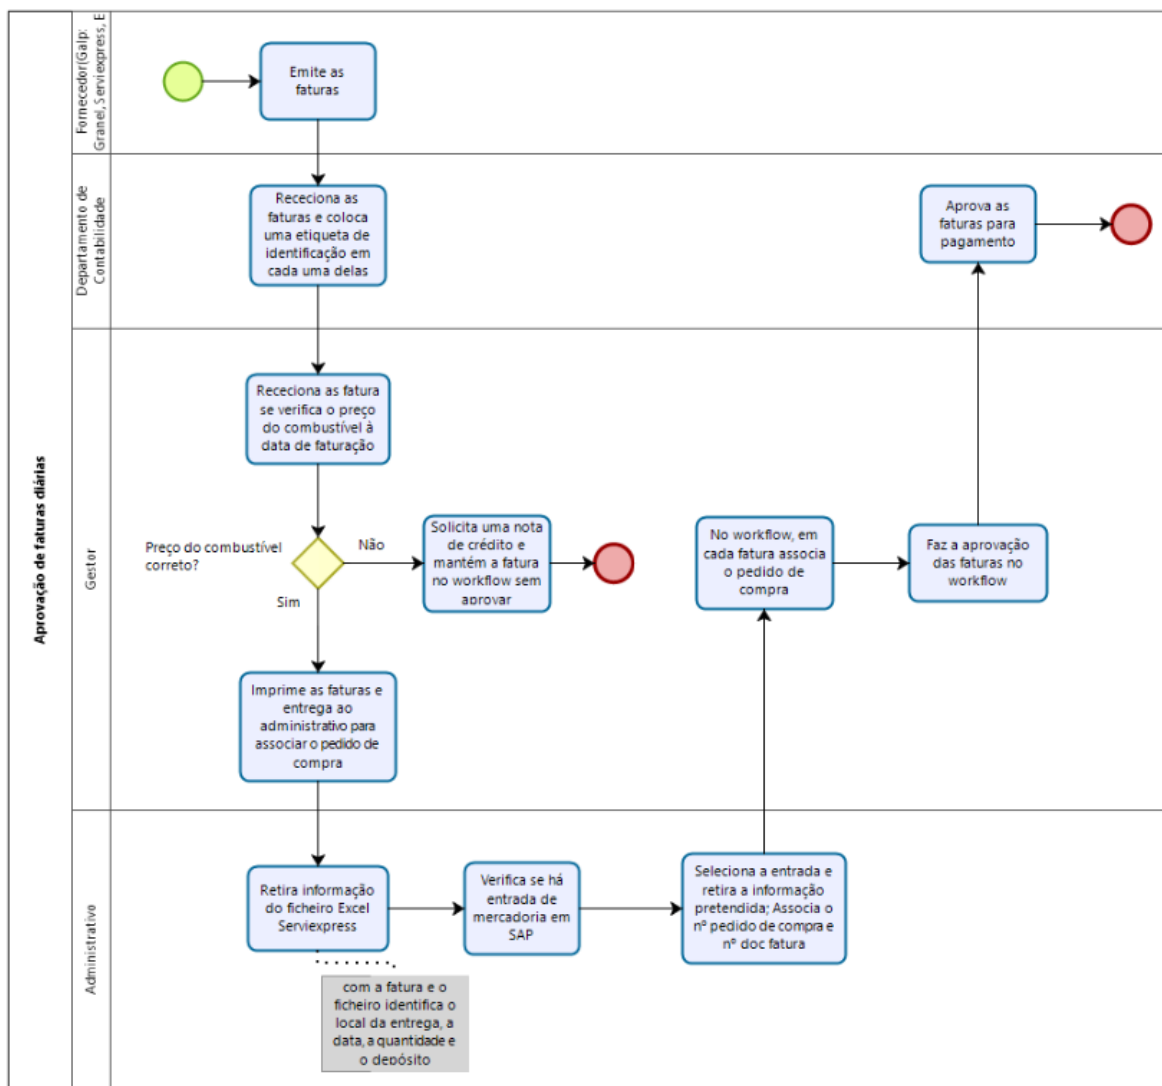 Aprovação de faturas diárias
Fornecedor(Galp:
Granel, Serviexpress, E
Emite as
faturas
Departamento de
Contabilidade
Receciona as
faturas e coloca
uma etiqueta de
identificação em
cada uma delas
Aprova as
faturas para
pagamento
Gestor
Receciona as fatura
se verifica o preço
do combustível à
data de faturação
Preço do combustível
correto?
Não
Sim
Solicita uma nota
de crédito e
mantém a fatura
no workflow sem
aprovar
No workflow, em
cada fatura associa
o pedido de
compra
Faz a aprovação
das faturas no
workflow
Imprime as faturas e
entrega ao
administrativo para
associar o pedido de
compra
Administrativo
Retira informação
do ficheiro Excel
Serviexpress
Verifica se há
entrada de
mercadoria em
SAP
Seleciona a entrada e
retira a informação
pretendida; Associa o
nº pedido de compra e
nº doc fatura
com a fatura e o
ficheiro identifica o
local da entrega, a
data, a quantidade e
o depósito